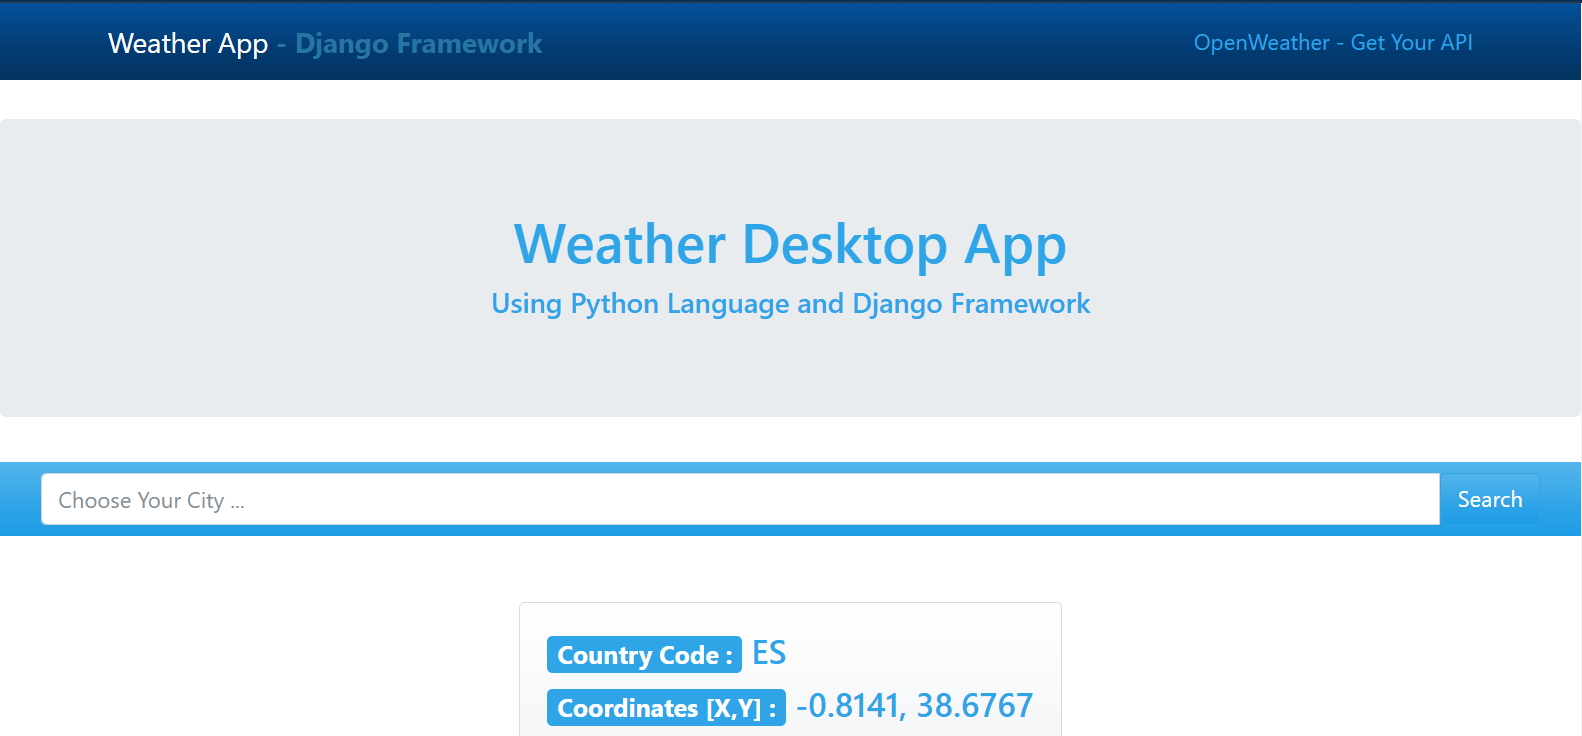 Weather App - Django Framework
OpenWeather - Get Your API
Weather Desktop App
Using Python Language and Django Framework
Choose Your City ...
Search
Country Code : ES
Coordinates [X,Y] : -0.8141, 38.6767